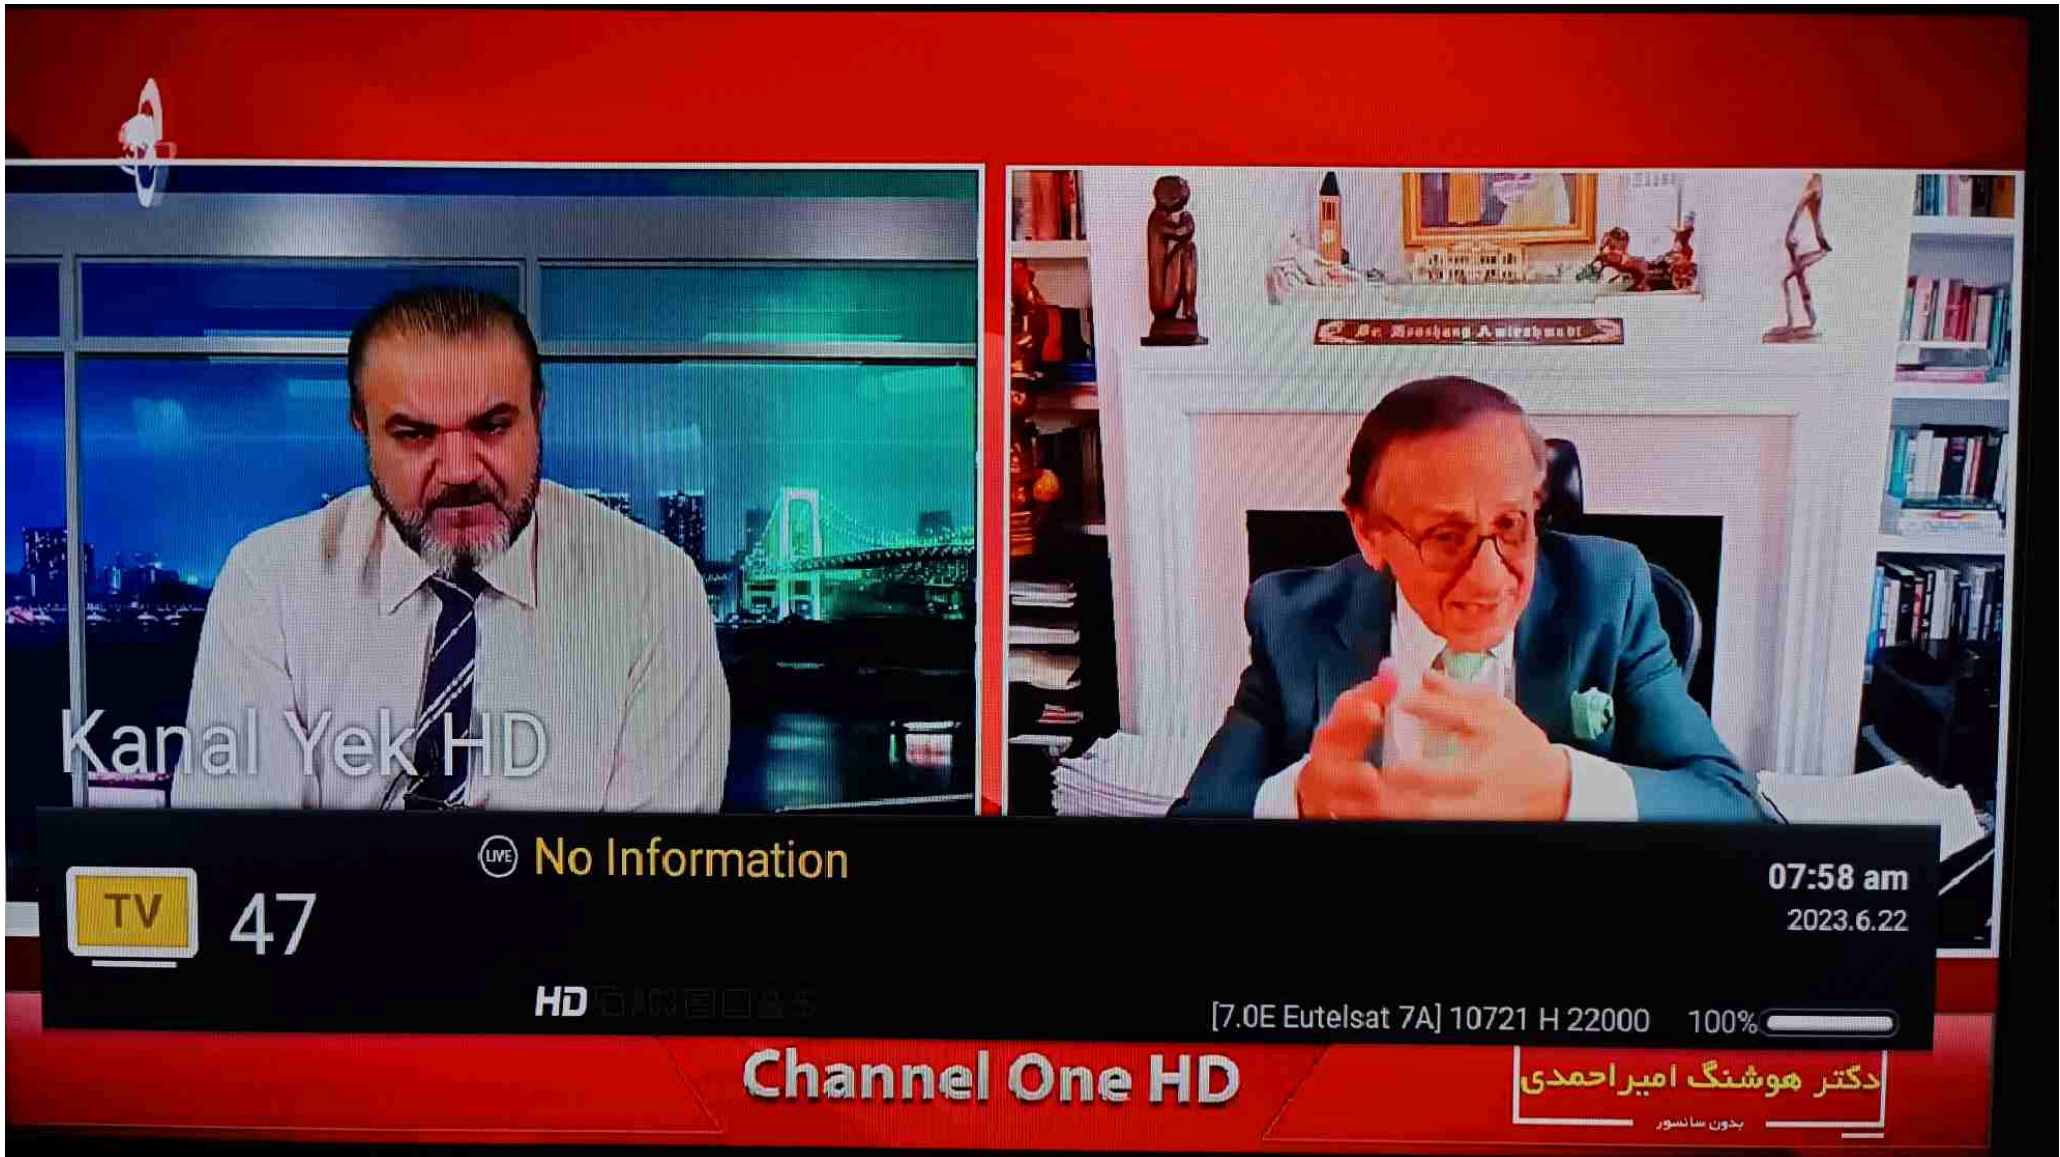 Dr. Hooshang Amirahmadi
Kanal Yek HD
LIVE No Information
TV 47
07:58 am
2023.6.22
HD
[7.0E Eutelsat 7A] 10721 H 22000 100%
Channel One HD
دکتر هوشنگ امیراحمدی
بدون سانسور